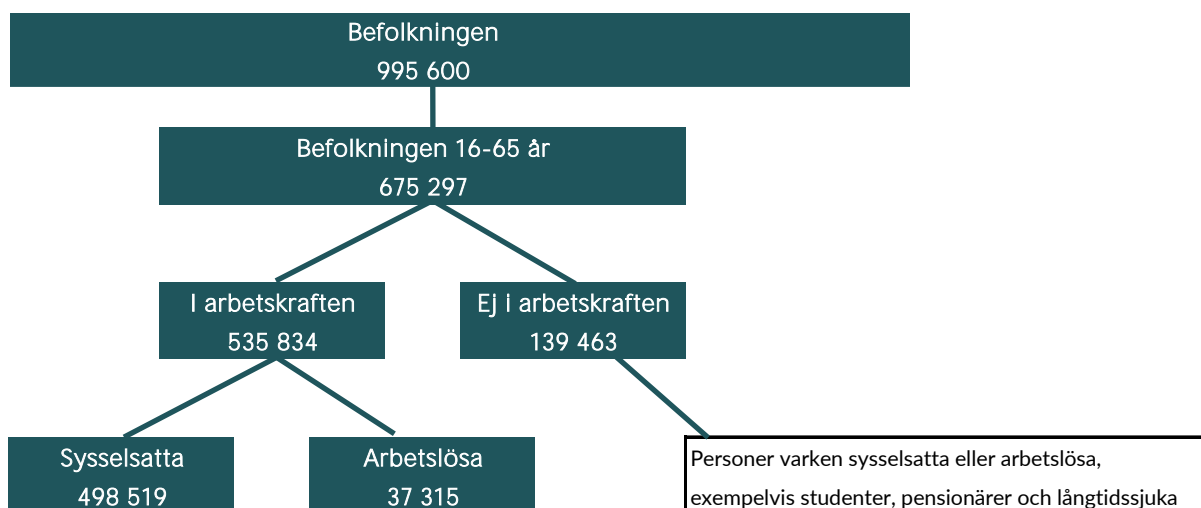 Befolkningen
995 600
Befolkningen 16-65 år
675 297
I arbetskraften
535 834
Ej i arbetskraften
139 463
Sysselsatta
498 519
Arbetslösa
37 315
Personer varken sysselsatta eller arbetslösa,
exempelvis studenter, pensionärer och långtidssjuka